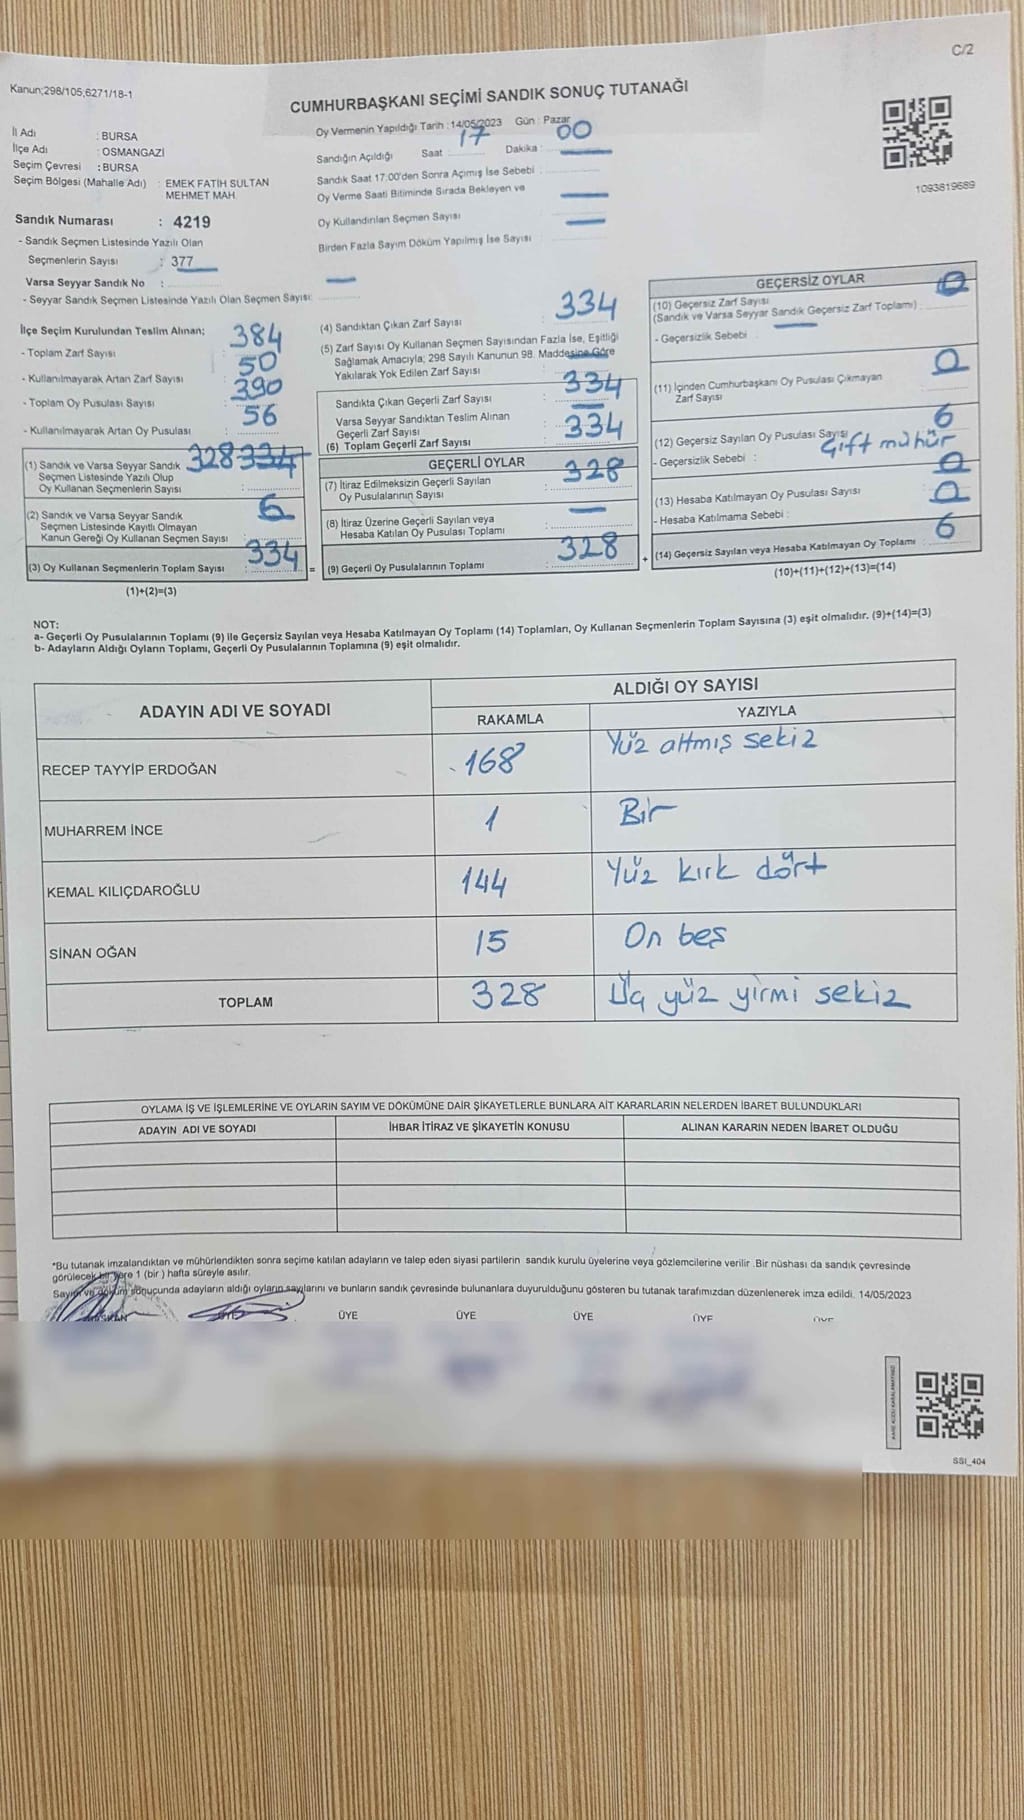 C/2
Kanun;298/105;6271/18-1
CUMHURBAŞKANI SEÇİMİ SANDIK SONUÇ TUTANAĞI
İl Adı : BURSA
İlçe Adı : OSMANGAZİ
Seçim Çevresi : BURSA
Seçim Bölgesi (Mahalle Adı) : EMEK FATİH SULTAN
MEHMET MAH.
Sandık Numarası : 4219
- Sandık Seçmen Listesinde Yazılı Olan
Seçmenlerin Sayısı : 377
Varsa Seyyar Sandık No :
- Seyyar Sandık Seçmen Listesinde Yazılı Olan Seçmen Sayısı:
Oy Vermenin Yapıldığı Tarih : 14/05/2023 Gün : Pazar
Sandığın Açıldığı Saat 17 Dakika : 00
Sandık Saat 17:00'den Sonra Açımış İse Sebebi :
Oy Verme Saati Bitiminde Sırada Bekleyen ve
Oy Kullandırılan Seçmen Sayısı
Birden Fazla Sayım Döküm Yapılmış İse Sayısı :
1093819689
İlçe Seçim Kurulundan Teslim Alınan;
- Toplam Zarf Sayısı 384
- Kullanılmayarak Artan Zarf Sayısı 50
- Toplam Oy Pusulası Sayısı 390
- Kullanılmayarak Artan Oy Pusulası 56
(1) Sandık ve Varsa Seyyar Sandık 328 334
Seçmen Listesinde Yazılı Olup
Oy Kullanan Seçmenlerin Sayısı :
(2) Sandık ve Varsa Seyyar Sandık 6
Seçmen Listesinde Kayıtlı Olmayan
Kanun Gereği Oy Kullanan Seçmen Sayısı :
(3) Oy Kullanan Seçmenlerin Toplam Sayısı : 334
(1)+(2)=(3)
(4) Sandıktan Çıkan Zarf Sayısı : 334
(5) Zarf Sayısı Oy Kullanan Seçmen Sayısından Fazla İse, Eşitliği
Sağlamak Amacıyla; 298 Sayılı Kanunun 98. Maddesine Göre
Yakılarak Yok Edilen Zarf Sayısı
Sandıkta Çıkan Geçerli Zarf Sayısı : 334
Varsa Seyyar Sandıktan Teslim Alınan
Geçerli Zarf Sayısı
(6) Toplam Geçerli Zarf Sayısı : 334
GEÇERLİ OYLAR
(7) İtiraz Edilmeksizin Geçerli Sayılan 328
Oy Pusulalarının Sayısı :
(8) İtiraz Üzerine Geçerli Sayılan veya
Hesaba Katılan Oy Pusulası Toplamı :
= (9) Geçerli Oy Pusulalarının Toplamı : 328
GEÇERSİZ OYLAR
(10) Geçersiz Zarf Sayısı 0
(Sandık ve Varsa Seyyar Sandık Geçersiz Zarf Toplamı) :
- Geçersizlik Sebebi :
(11) İçinden Cumhurbaşkanı Oy Pusulası Çıkmayan 0
Zarf Sayısı
(12) Geçersiz Sayılan Oy Pusulası Sayısı 6
- Geçersizlik Sebebi : Çift mühür
(13) Hesaba Katılmayan Oy Pusulası Sayısı 0
- Hesaba Katılmama Sebebi : 0
+ (14) Geçersiz Sayılan veya Hesaba Katılmayan Oy Toplamı : 6
(10)+(11)+(12)+(13)=(14)
NOT:
a- Geçerli Oy Pusulalarının Toplamı (9) ile Geçersiz Sayılan veya Hesaba Katılmayan Oy Toplamı (14) Toplamları, Oy Kullanan Seçmenlerin Toplam Sayısına (3) eşit olmalıdır. (9)+(14)=(3)
b- Adayların Aldığı Oyların Toplamı, Geçerli Oy Pusulalarının Toplamına (9) eşit olmalıdır.
ADAYIN ADI VE SOYADI ALDIĞI OY SAYISI
RAKAMLA YAZIYLA
RECEP TAYYİP ERDOĞAN 168 Yüz altmış sekiz
MUHARREM İNCE 1 Bir
KEMAL KILIÇDAROĞLU 144 Yüz kırk dört
SİNAN OĞAN 15 On beş
TOPLAM 328 Üç yüz yirmi sekiz
OYLAMA İŞ VE İŞLEMLERİNE VE OYLARIN SAYIM VE DÖKÜMÜNE DAİR ŞİKAYETLERLE BUNLARA AİT KARARLARIN NELERDEN İBARET BULUNDUKLARI
ADAYIN ADI VE SOYADI İHBAR İTİRAZ VE ŞİKAYETİN KONUSU ALINAN KARARIN NEDEN İBARET OLDUĞU
*Bu tutanak imzalandıktan ve mühürlendikten sonra seçime katılan adayların ve talep eden siyasi partilerin sandık kurulu üyelerine veya gözlemcilerine verilir .Bir nüshası da sandık çevresinde
görülecek bir yere 1 (bir ) hafta süreyle asılır.
Sayım ve döküm sonuçunda adayların aldığı oyların sayılarını ve bunların sandık çevresinde bulunanlara duyurulduğunu gösteren bu tutanak tarafımızdan düzenlenerek imza edildi. 14/05/2023
ÜYE ÜYE ÜYE ÜYE ÜYE
SSI_404